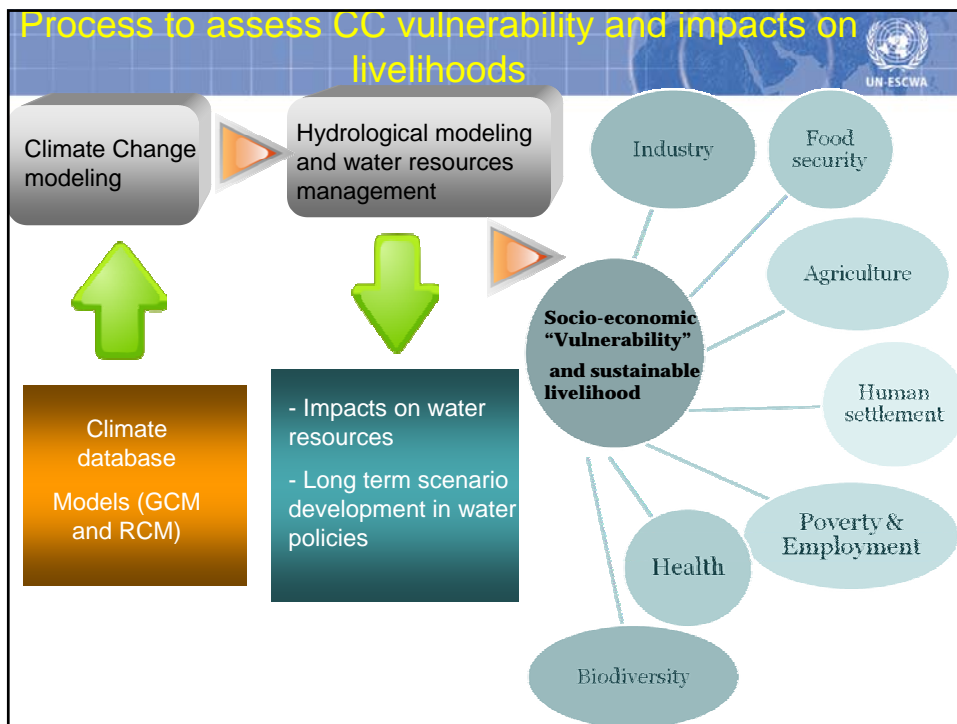 Process to assess CC vulnerability and impacts on
livelihoods
UN-ESCWA
Climate Change
modeling
Hydrological modeling
and water resources
management
Industry
Food
security
Agriculture
Socio-economic
“Vulnerability”
and sustainable
livelihood
Human
settlement
Climate
database
Models (GCM
and RCM)
- Impacts on water
resources
- Long term scenario
development in water
policies
Poverty &
Employment
Health
Biodiversity